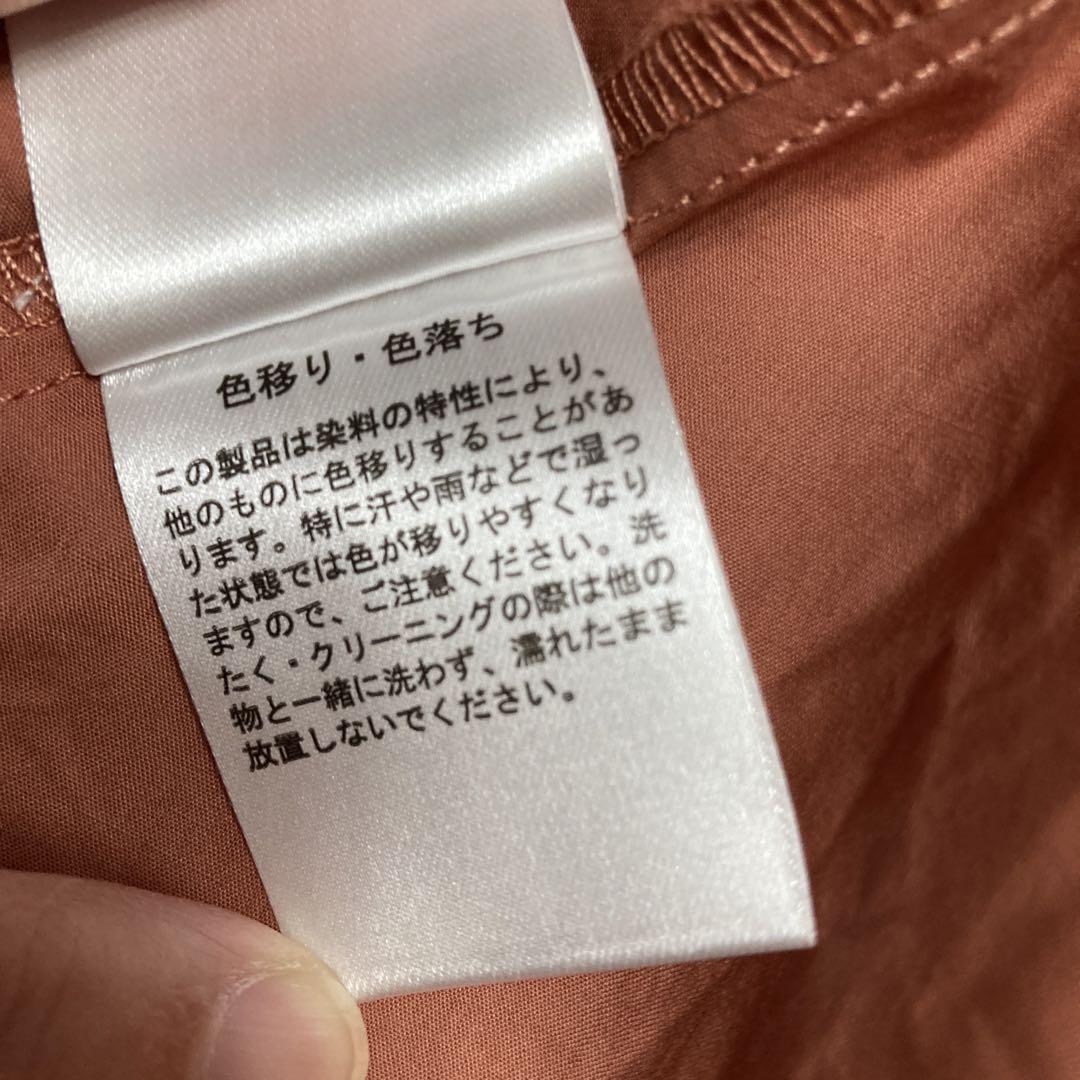 色移り・色落ち
この製品は染料の特性により、
他のものに色移りすることがあ
ります。特に汗や雨などで湿っ
た状態では色が移りやすくなり
ますので、ご注意ください。洗
たく・クリーニングの際は他の
物と一緒に洗わず、濡れたまま
放置しないでください。